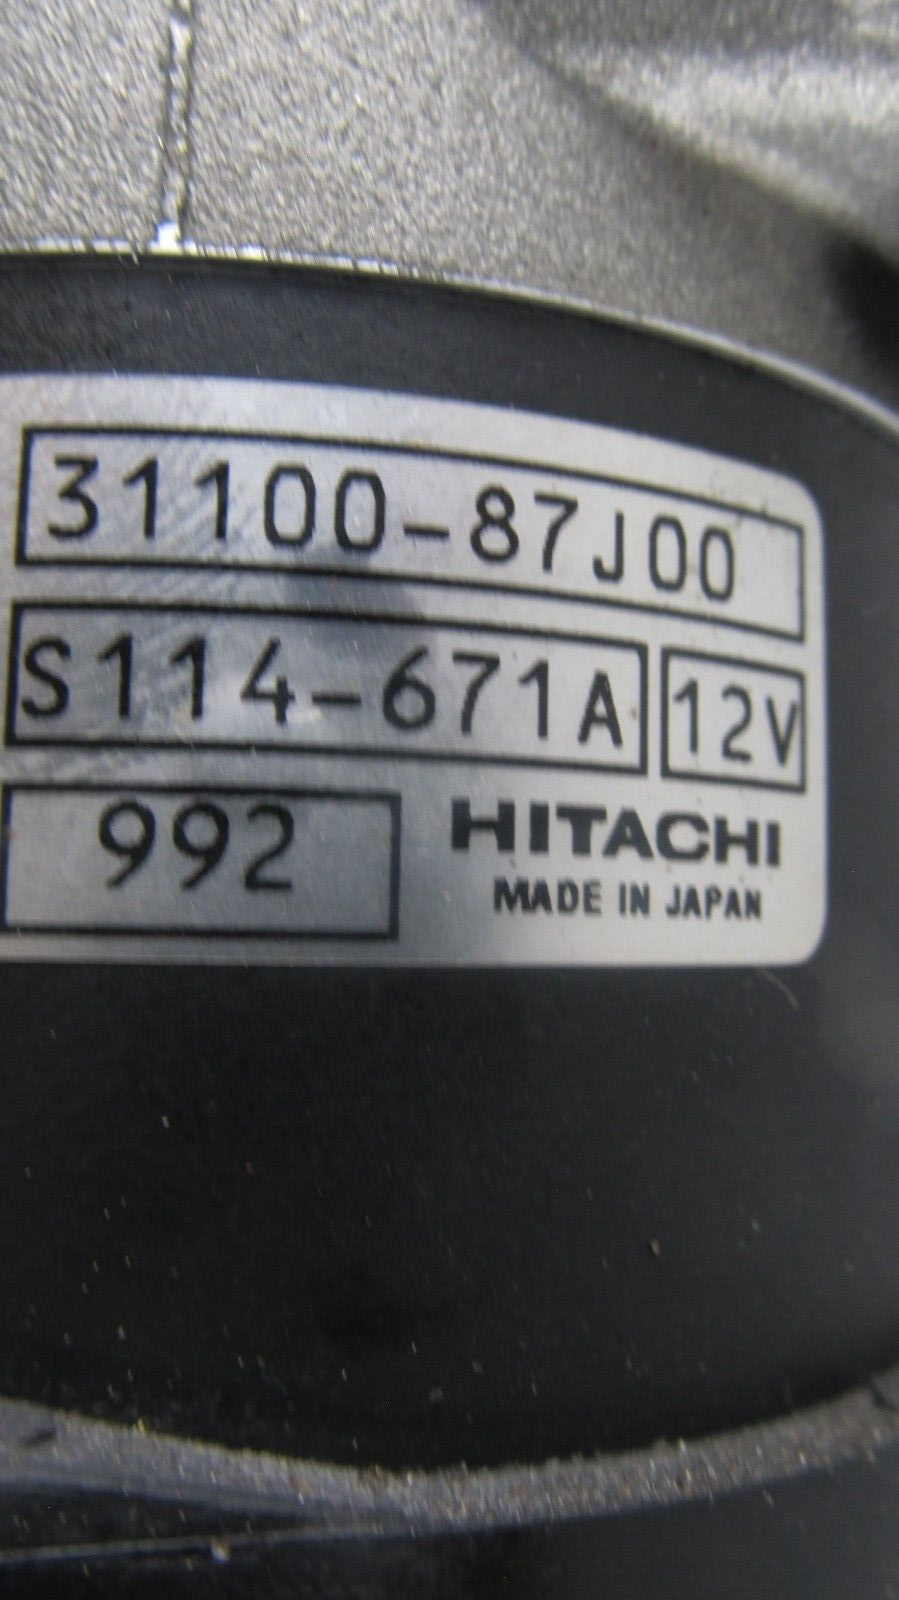 31100-87J00
S114-671A 12V
992 HITACHI
MADE IN JAPAN